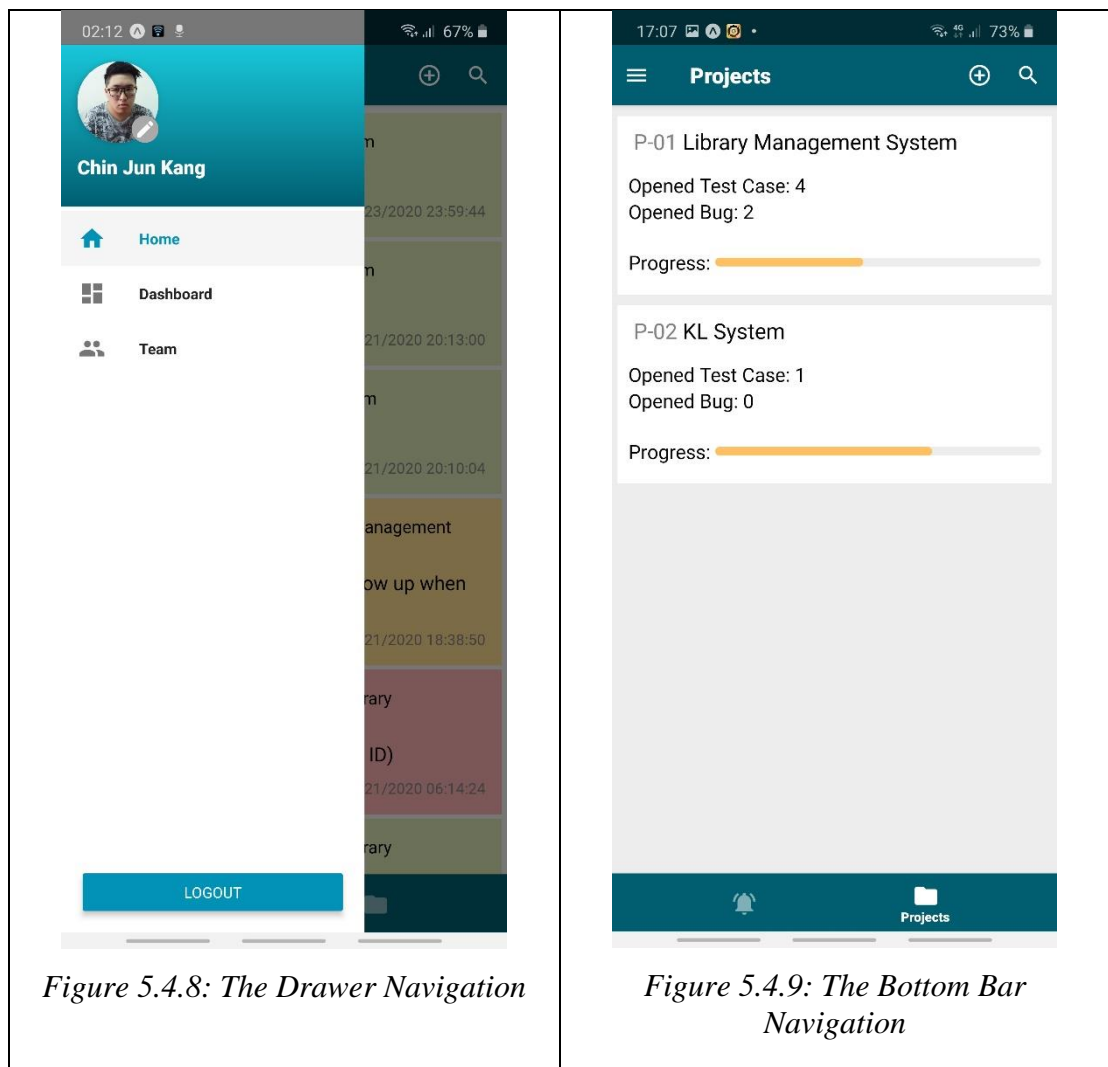 02:12
67%
Chin Jun Kang
Home
Dashboard
Team
LOGOUT
m
23/2020 23:59:44
m
21/2020 20:13:00
m
21/2020 20:10:04
anagement
ow up when
21/2020 18:38:50
rary
ID)
21/2020 06:14:24
rary
Figure 5.4.8: The Drawer Navigation
17:07
4G 73%
Projects
P-01 Library Management System
Opened Test Case: 4
Opened Bug: 2
Progress:
P-02 KL System
Opened Test Case: 1
Opened Bug: 0
Progress:
Projects
Figure 5.4.9: The Bottom Bar
Navigation